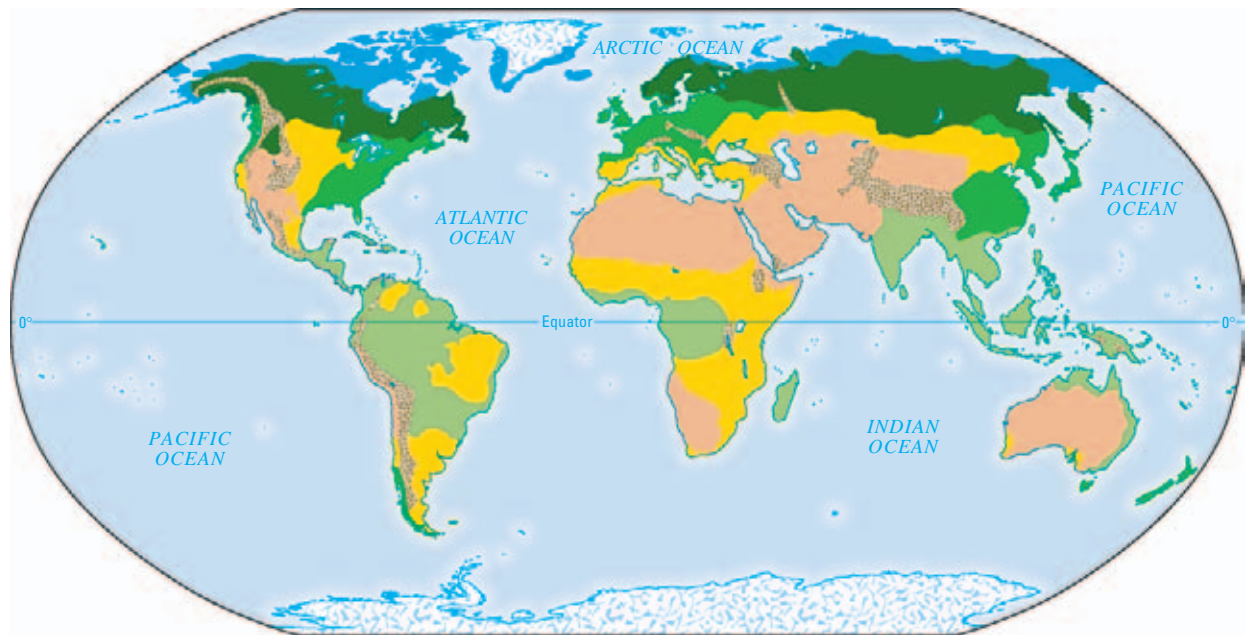 ARCTIC OCEAN
ATLANTIC
OCEAN
PACIFIC
OCEAN
0°
Equator
0°
PACIFIC
OCEAN
INDIAN
OCEAN